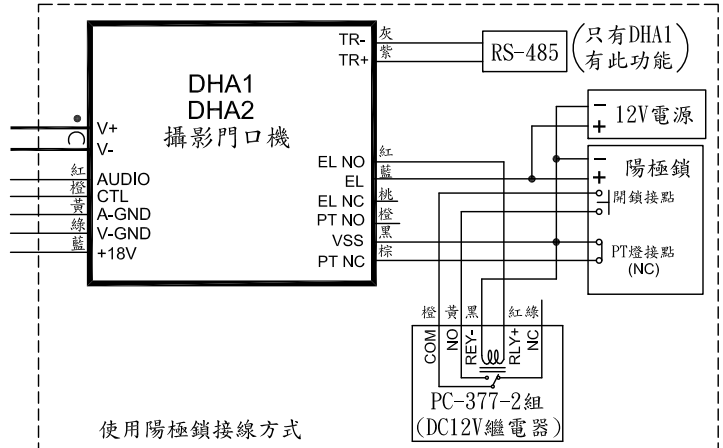 TR- 灰
TR+ 紫
RS-485
(只有DHA1
有此功能)
DHA1
DHA2
攝影門口機
V+
V-
紅 AUDIO
橙 CTL
黃 A-GND
綠 V-GND
藍 +18V
EL NO 紅
EL 藍
EL NC 桃
PT NO 橙
VSS 黑
PT NC 棕
- 12V電源
+
- 陽極鎖
+
開鎖接點
PT燈接點
(NC)
橙 黃 黑 紅 綠
COM NO REY- RLY+ NC
PC-377-2組
(DC12V繼電器)
使用陽極鎖接線方式